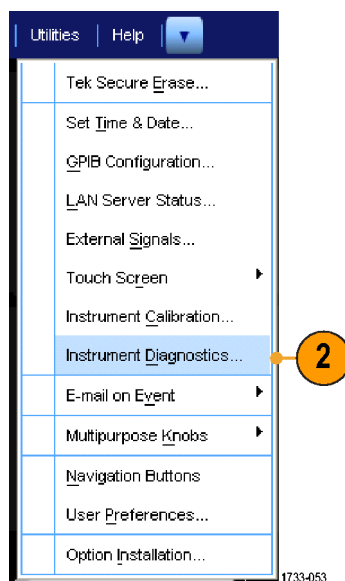 Utilities Help
Tek Secure Erase...
Set Time & Date...
GPIB Configuration...
LAN Server Status...
External Signals...
Touch Screen
Instrument Calibration...
Instrument Diagnostics...
2
E-mail on Event
Multipurpose Knobs
Navigation Buttons
User Preferences...
Option Installation...
1733-053